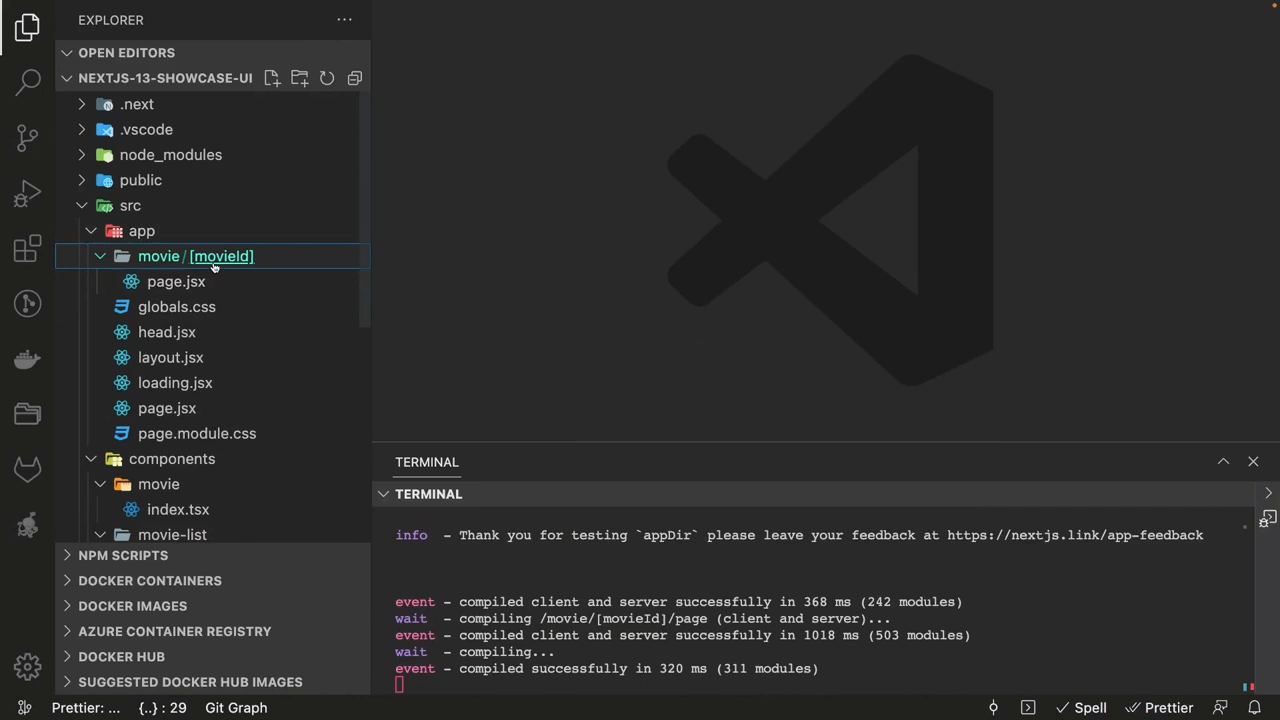 EXPLORER
OPEN EDITORS
NEXTJS-13-SHOWCASE-UI
.next
.vscode
node_modules
public
src
app
movie / [movieId]
page.jsx
globals.css
head.jsx
layout.jsx
loading.jsx
page.jsx
page.module.css
components
movie
index.tsx
movie-list
NPM SCRIPTS
DOCKER CONTAINERS
DOCKER IMAGES
AZURE CONTAINER REGISTRY
DOCKER HUB
SUGGESTED DOCKER HUB IMAGES
TERMINAL
TERMINAL
info - Thank you for testing `appDir` please leave your feedback at https://nextjs.link/app-feedback
event - compiled client and server successfully in 368 ms (242 modules)
wait - compiling /movie/[movieId]/page (client and server)...
event - compiled client and server successfully in 1018 ms (503 modules)
wait - compiling...
event - compiled successfully in 320 ms (311 modules)
Prettier: ... {..} : 29 Git Graph Spell Prettier